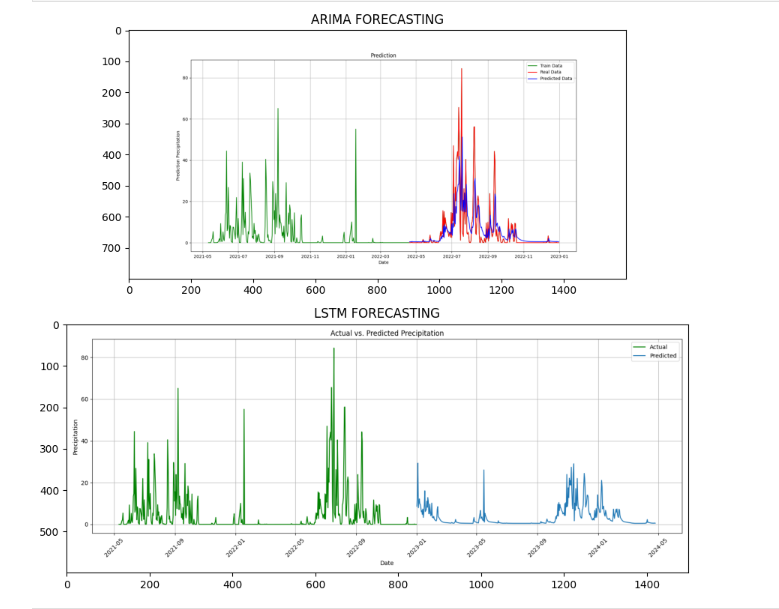 ARIMA FORECASTING
0
100
200
300
400
500
600
700
Prediction
Train Data
Real Data
Predicted Data
Prediction Precipitation
80
60
40
20
0
2021-05 2021-07 2021-09 2021-11 2022-01 2022-03 2022-05 2022-07 2022-09 2022-11 2023-01
Date
0 200 400 600 800 1000 1200 1400
LSTM FORECASTING
0
100
200
300
400
500
Actual vs. Predicted Precipitation
Actual
Predicted
Precipitation
80
60
40
20
0
2021-05 2021-09 2022-01 2022-05 2022-09 2023-01 2023-05 2023-09 2024-01 2024-05
Date
0 200 400 600 800 1000 1200 1400